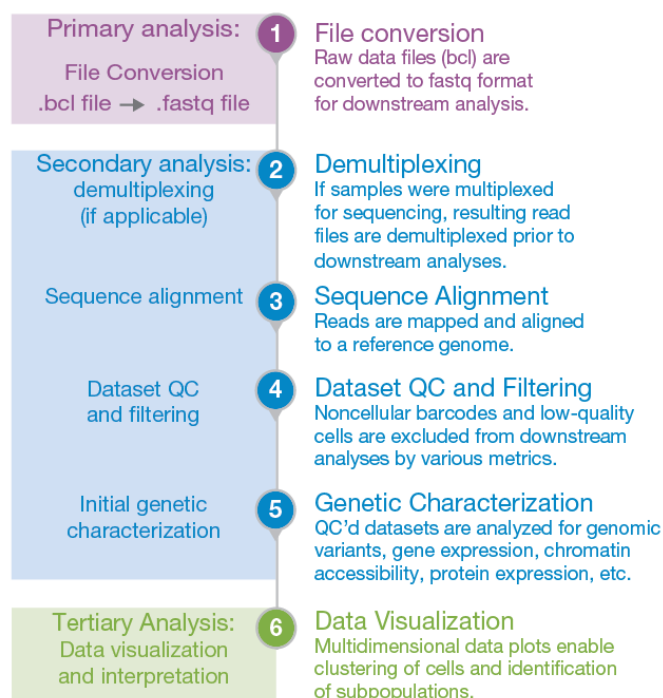 Primary analysis:
File Conversion
.bcl file → .fastq file
1
File conversion
Raw data files (bcl) are
converted to fastq format
for downstream analysis.
Secondary analysis:
demultiplexing
(if applicable)
2
Demultiplexing
If samples were multiplexed
for sequencing, resulting read
files are demultiplexed prior to
downstream analyses.
Sequence alignment
3
Sequence Alignment
Reads are mapped and aligned
to a reference genome.
Dataset QC
and filtering
4
Dataset QC and Filtering
Noncellular barcodes and low-quality
cells are excluded from downstream
analyses by various metrics.
Initial genetic
characterization
5
Genetic Characterization
QC’d datasets are analyzed for genomic
variants, gene expression, chromatin
accessibility, protein expression, etc.
Tertiary Analysis:
Data visualization
and interpretation
6
Data Visualization
Multidimensional data plots enable
clustering of cells and identification
of subpopulations.